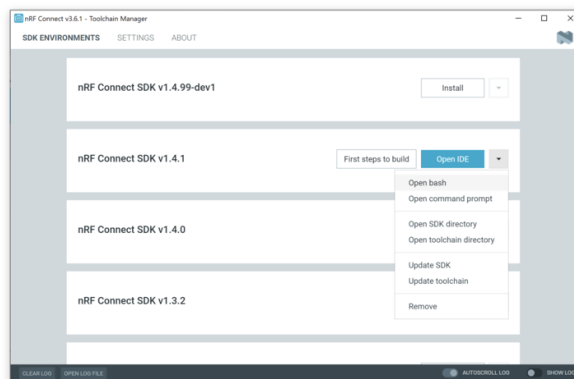 nRF Connect v3.6.1 - Toolchain Manager
SDK ENVIRONMENTS SETTINGS ABOUT
nRF Connect SDK v1.4.99-dev1 Install
nRF Connect SDK v1.4.1 First steps to build Open IDE
Open bash
Open command prompt
Open SDK directory
nRF Connect SDK v1.4.0
Open toolchain directory
Update SDK
Update toolchain
nRF Connect SDK v1.3.2
Remove
CLEAR LOG OPEN LOG FILE AUTOSCROLL LOG SHOW LOG